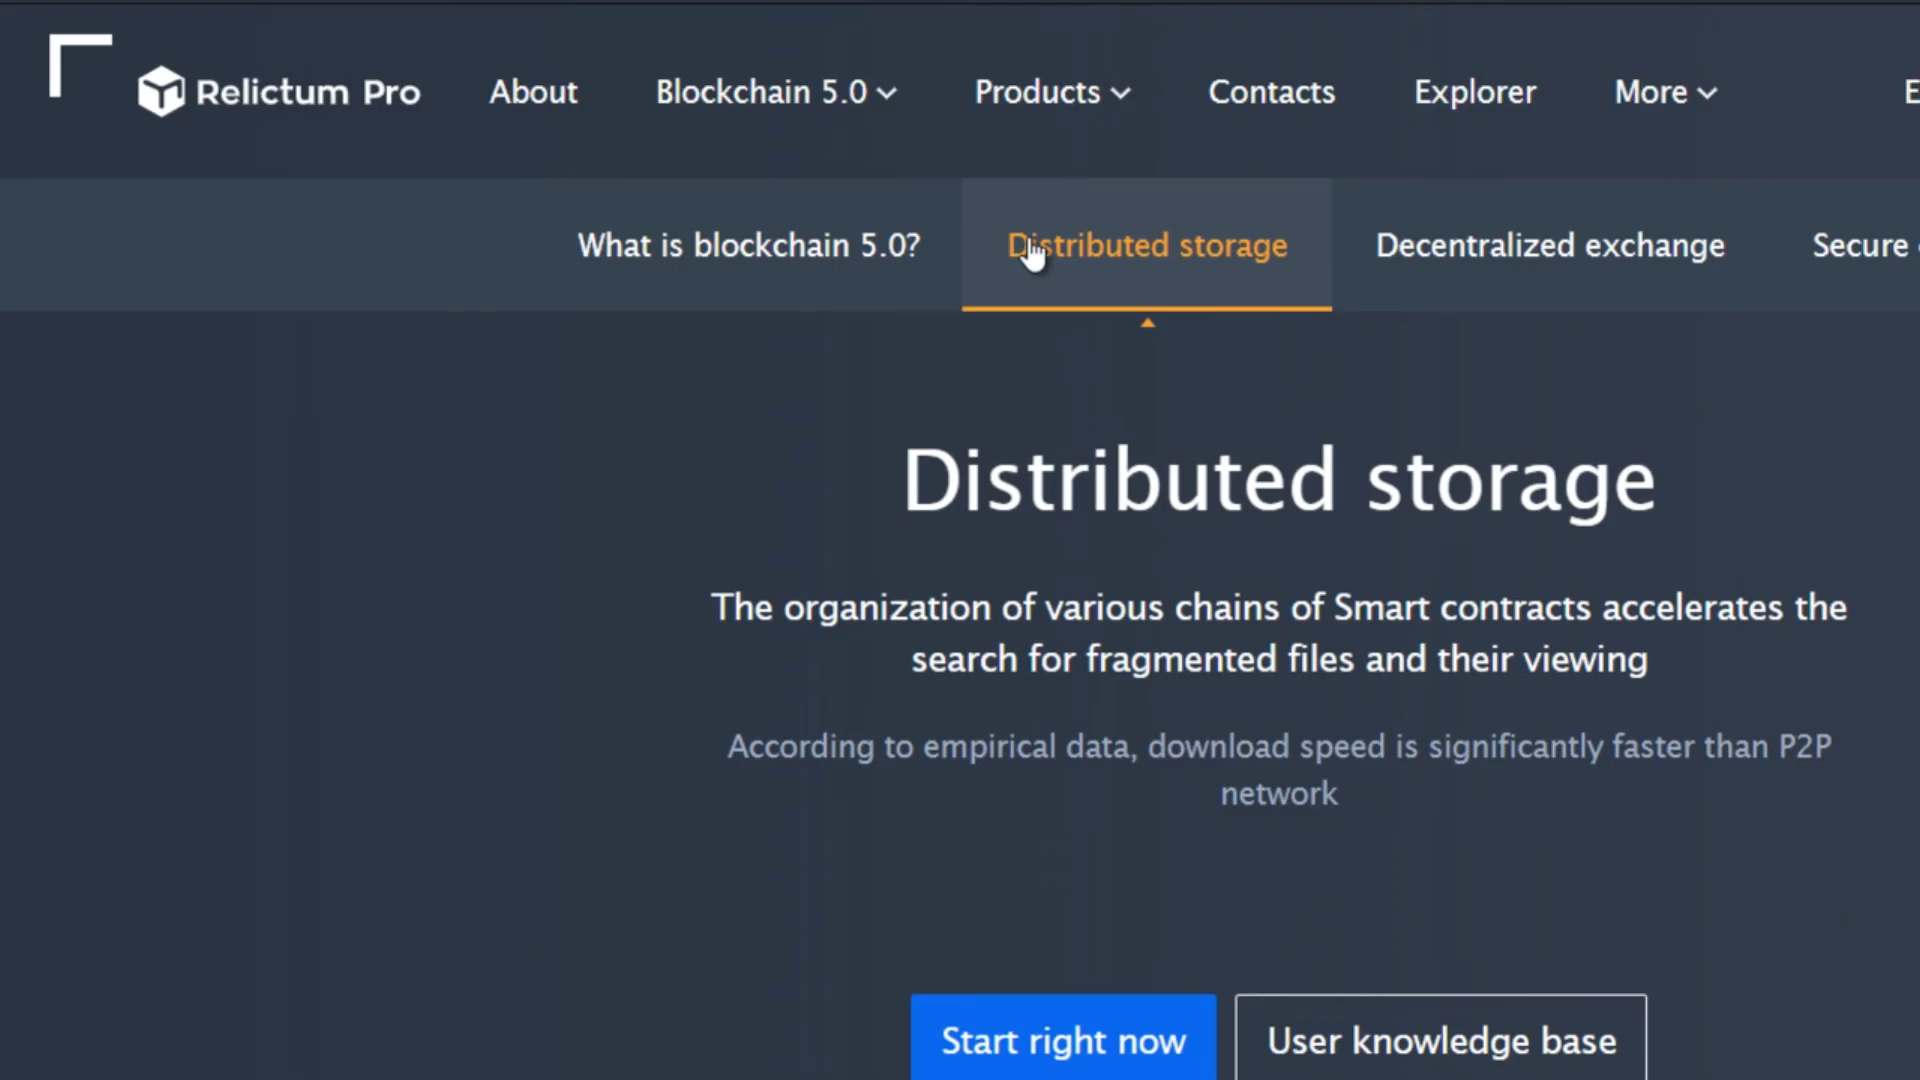 Relictum Pro About Blockchain 5.0 Products Contacts Explorer More E
What is blockchain 5.0? Distributed storage Decentralized exchange Secure
Distributed storage
The organization of various chains of Smart contracts accelerates the
search for fragmented files and their viewing
According to empirical data, download speed is significantly faster than P2P
network
Start right now User knowledge base